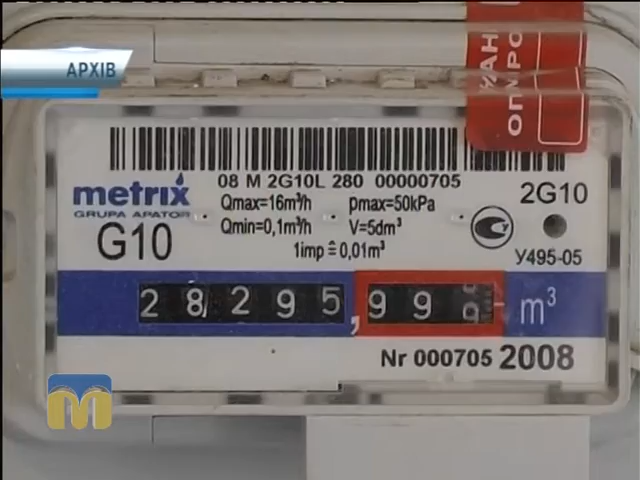 АРХІВ
08 M 2G10L 280 00000705
metrix
GRUPA APATOR
G10
Qmax=16m³/h
Qmin=0,1m³/h
pmax=50kPa
V=5dm³
1imp ≙ 0,01m³
2G10
У495-05
28295,99
m³
Nr 000705 2008